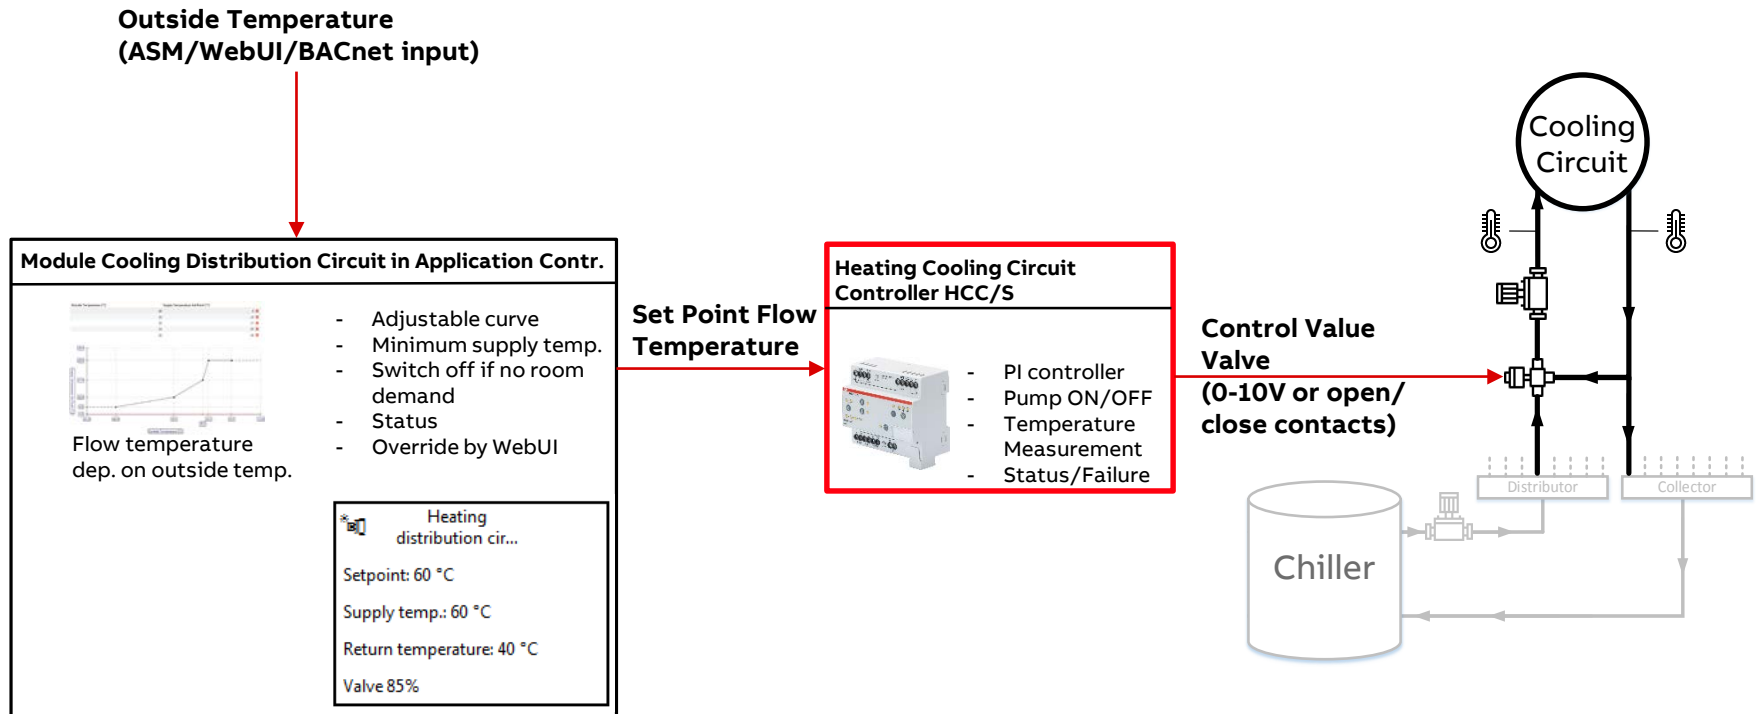 Outside Temperature
(ASM/WebUI/BACnet input)
Module Cooling Distribution Circuit in Application Contr.
- Adjustable curve
- Minimum supply temp.
- Switch off if no room
demand
- Status
- Override by WebUI
Flow temperature
dep. on outside temp.
Heating
distribution cir...
Setpoint: 60 °C
Supply temp.: 60 °C
Return temperature: 40 °C
Valve 85%
Set Point Flow
Temperature
Heating Cooling Circuit
Controller HCC/S
- PI controller
- Pump ON/OFF
- Temperature
Measurement
- Status/Failure
Control Value
Valve
(0-10V or open/
close contacts)
Cooling
Circuit
Distributor
Collector
Chiller